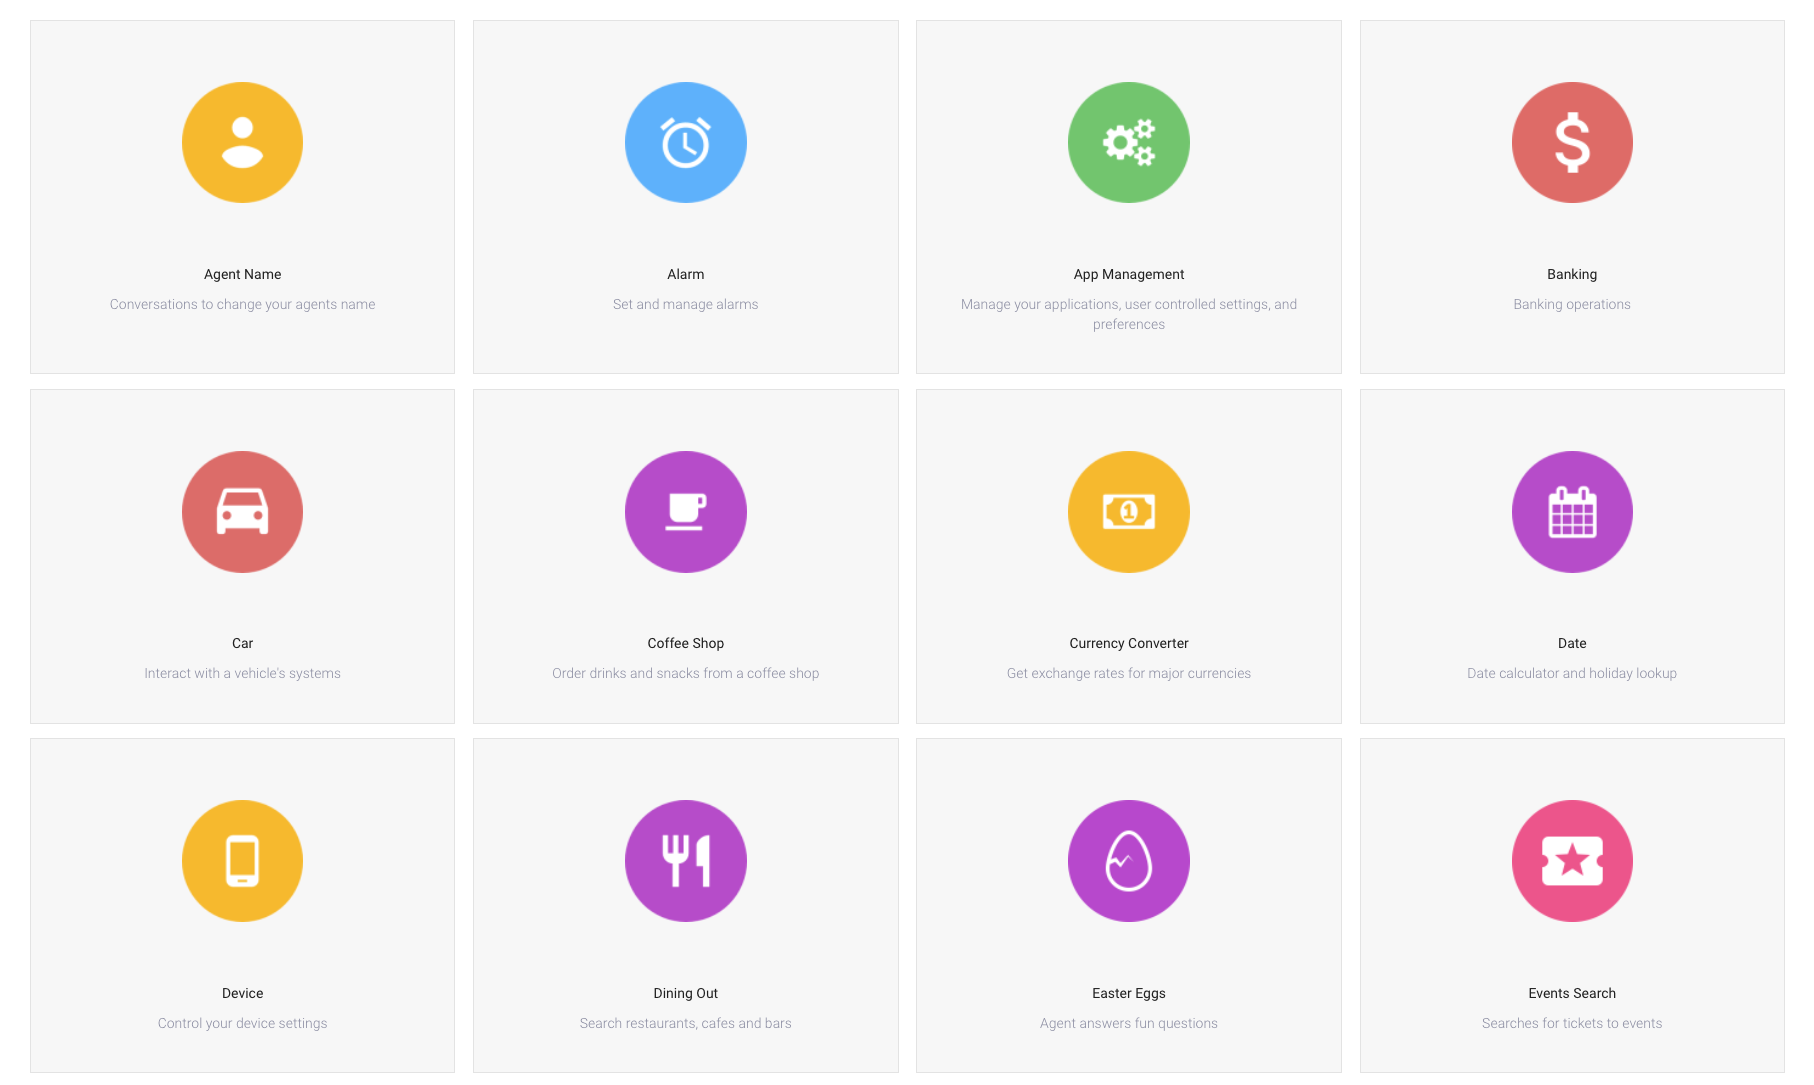 Agent Name
Conversations to change your agents name
Alarm
Set and manage alarms
App Management
Manage your applications, user controlled settings, and
preferences
Banking
Banking operations
Car
Interact with a vehicle's systems
Coffee Shop
Order drinks and snacks from a coffee shop
1
Currency Converter
Get exchange rates for major currencies
Date
Date calculator and holiday lookup
Device
Control your device settings
Dining Out
Search restaurants, cafes and bars
Easter Eggs
Agent answers fun questions
Events Search
Searches for tickets to events